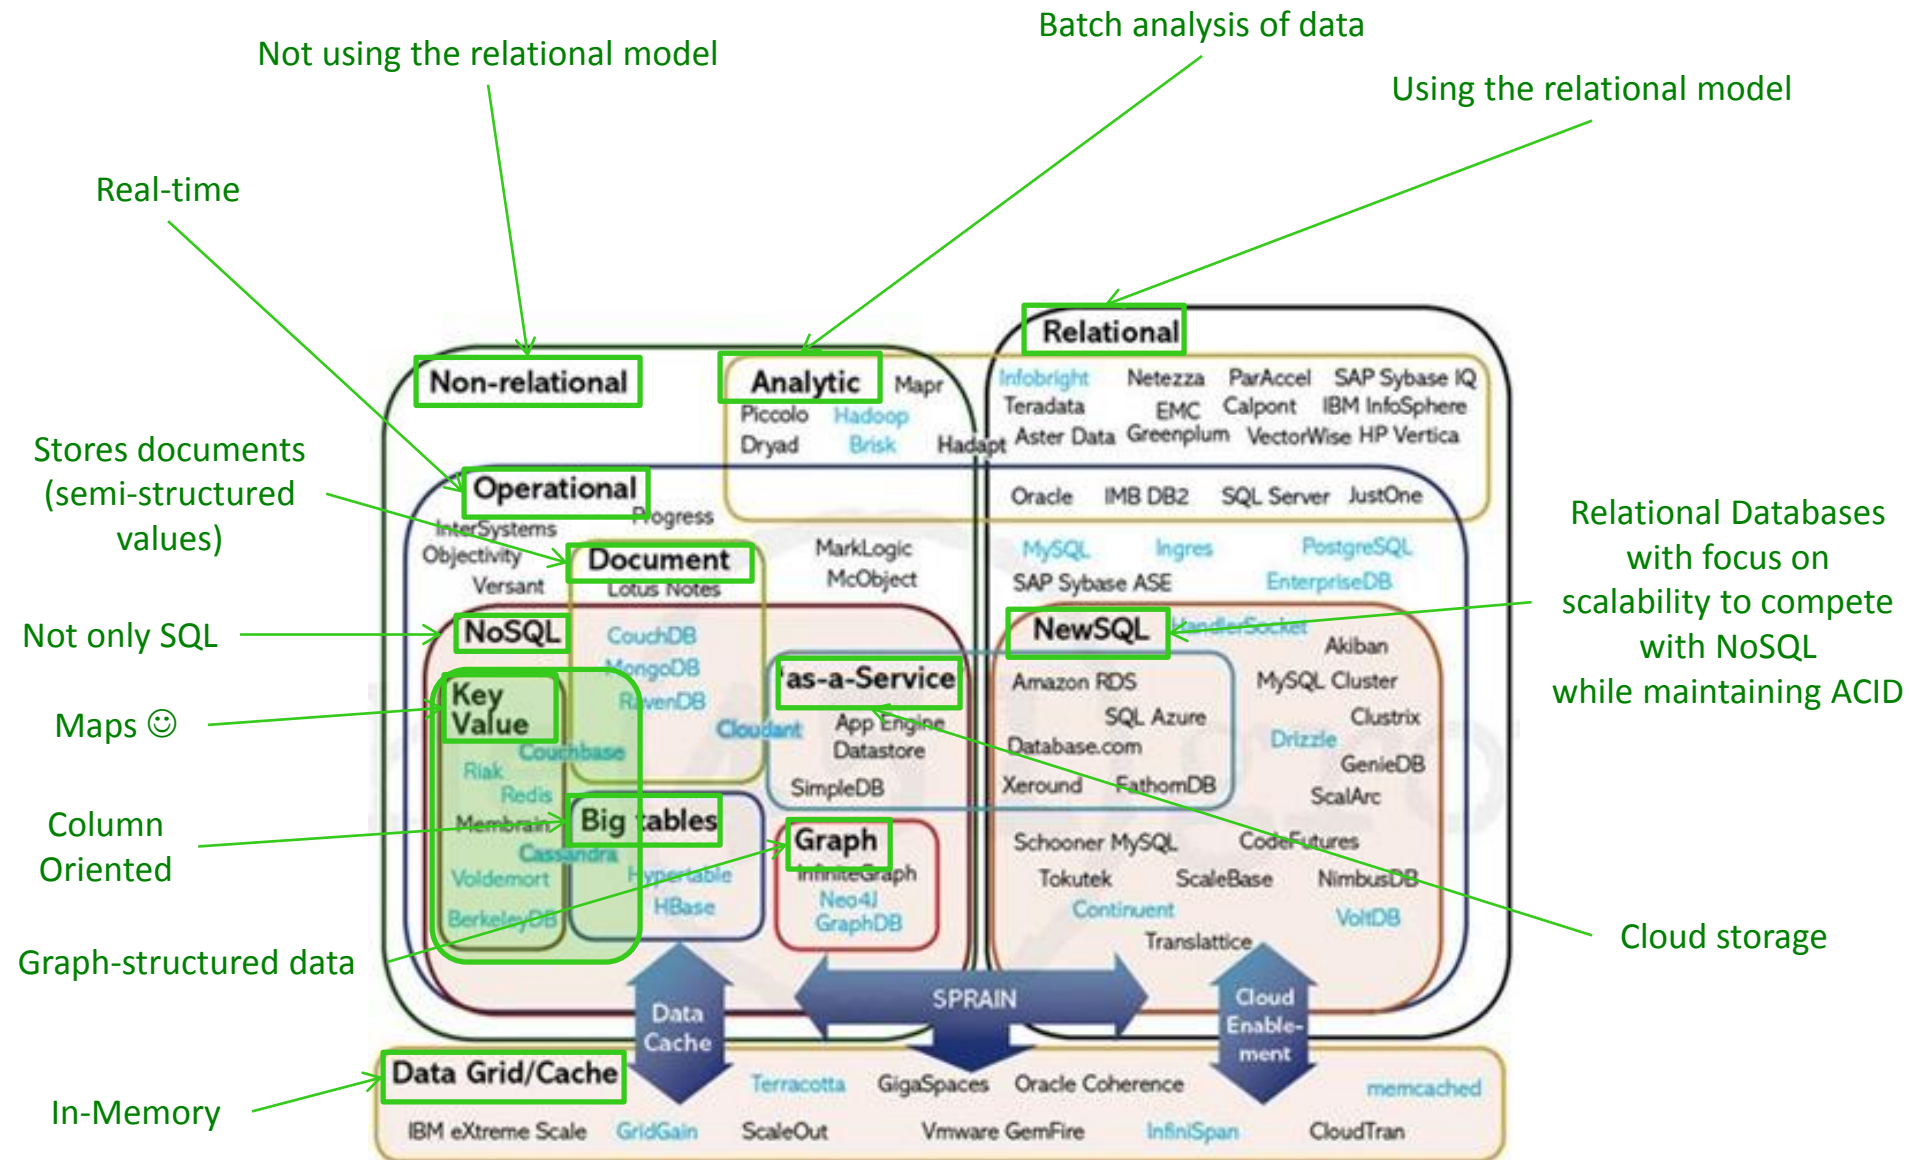 Not using the relational model
Batch analysis of data
Using the relational model
Real-time
Stores documents
(semi-structured
values)
Not only SQL
Maps ☺
Column
Oriented
Graph-structured data
In-Memory
Relational Databases
with focus on
scalability to compete
with NoSQL
while maintaining ACID
Cloud storage
Non-relational
Analytic
Mapr
Piccolo Hadoop
Dryad Brisk Hadapt
Relational
Infobright Netezza ParAccel SAP Sybase IQ
Teradata EMC Calpont IBM InfoSphere
Aster Data Greenplum VectorWise HP Vertica
Operational
Progress
InterSystems
Objectivity
Versant
Document
Lotus Notes
MarkLogic
McObject
Oracle IMB DB2 SQL Server JustOne
MySQL Ingres PostgreSQL
SAP Sybase ASE EnterpriseDB
NoSQL
CouchDB
MongoDB
RavenDB
Cloudant
Key
Value
Couchbase
Riak
Redis
Membrain
Cassandra
Voldemort
BerkeleyDB
Big tables
Hypertable
HBase
Graph
InfiniteGraph
Neo4J
GraphDB
as-a-Service
App Engine
Datastore
SimpleDB
NewSQL
HandlerSocket
Akiban
Amazon RDS MySQL Cluster
SQL Azure Clustrix
Database.com Drizzle
GenieDB
Xeround FathomDB ScalArc
Schooner MySQL CodeFutures
Tokutek ScaleBase NimbusDB
Continuent VoltDB
Translattice
Data
Cache
SPRAIN
Cloud
Enable-
ment
Data Grid/Cache
Terracotta GigaSpaces Oracle Coherence memcached
IBM eXtreme Scale GridGain ScaleOut Vmware GemFire InfiniSpan CloudTran